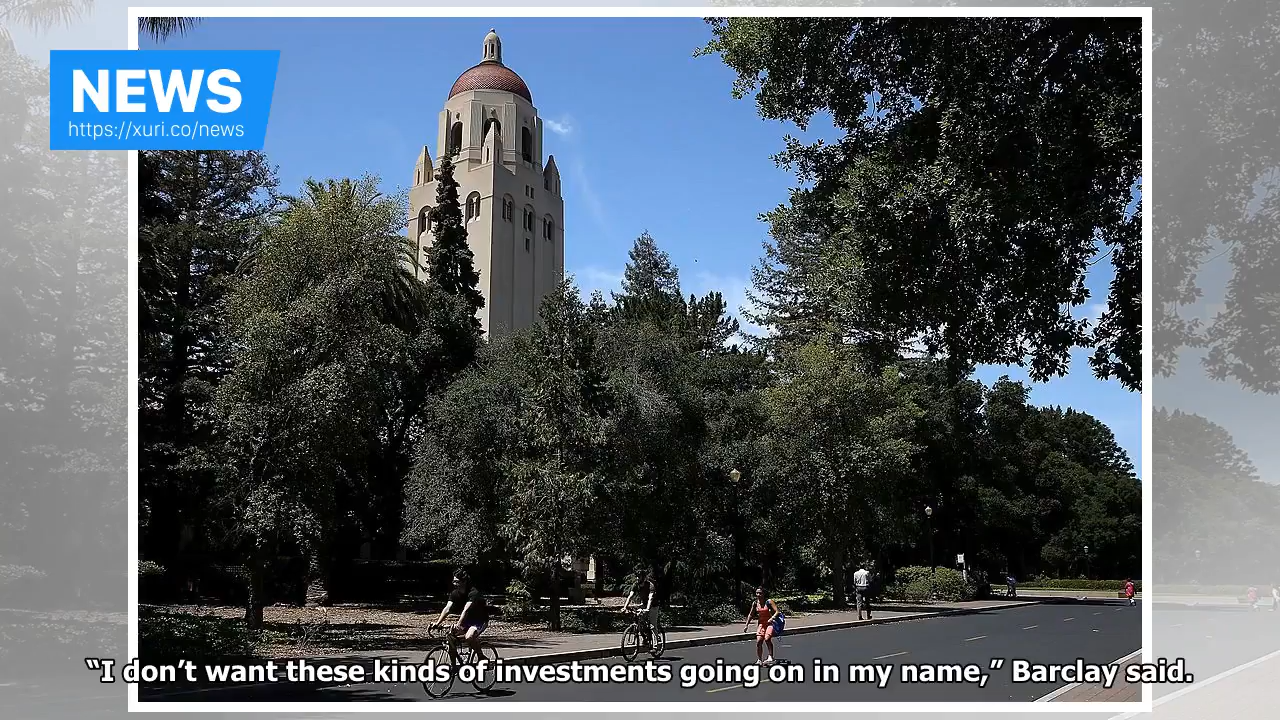 NEWS
https://xuri.co/news
“I don’t want these kinds of investments going on in my name,” Barclay said.